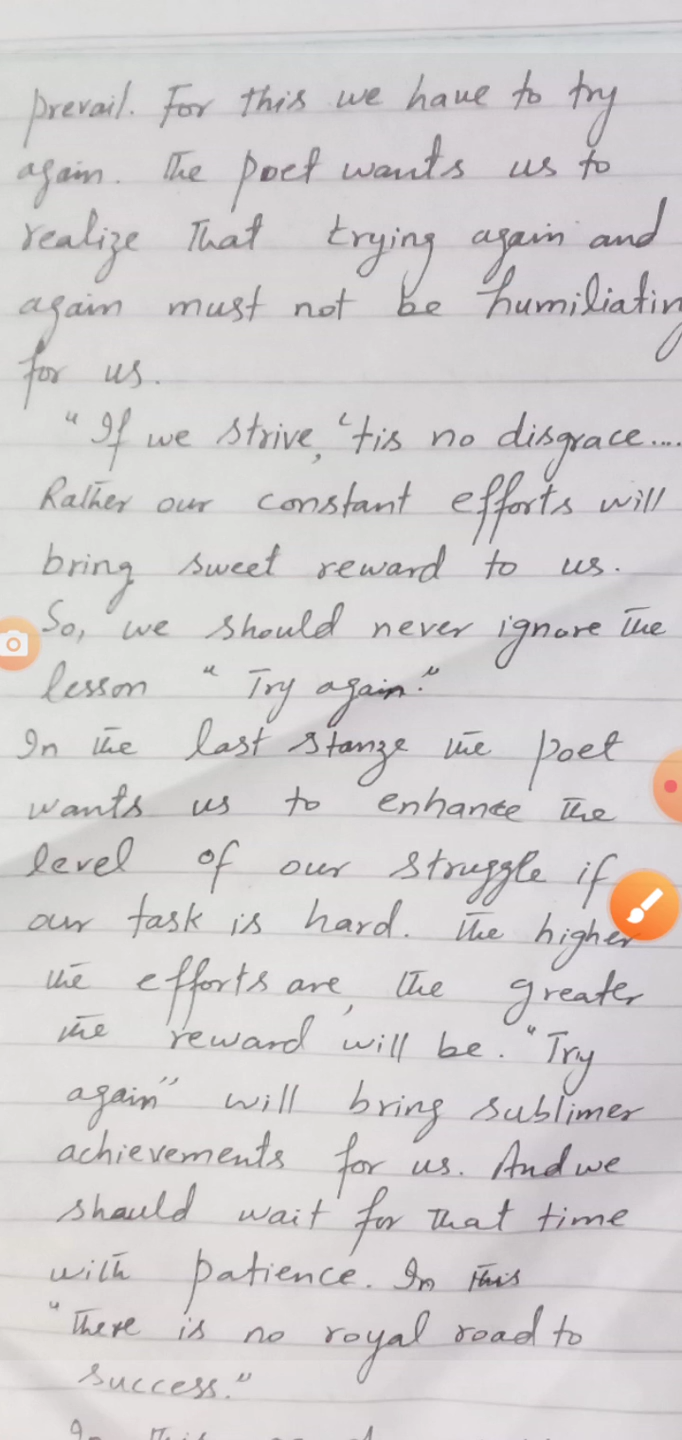 prevail. For this we have to try
again. The poet wants us to
realize that trying again and
again must not be humiliatin
for us.
"If we strive, 'tis no disgrace....
Rather our constant efforts will
bring sweet reward to us.
So, we should never ignore the
lesson "Try again."
In the last stanze the poet
wants us to enhance the
level of our struggle if
our task is hard. The higher
the efforts are, the greater
the reward will be. "Try
again" will bring sublimer
achievements for us. And we
should wait for that time
with patience. In this
"There is no royal road to
success."
In this